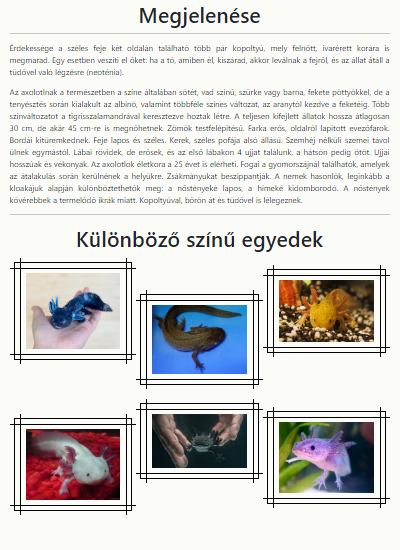 Megjelenése
Érdekessége a széles feje két oldalán található több pár kopoltyú, mely felnőtt, ivarérett korára is
megmarad. Egy esetben veszíti el őket: ha a tó, amiben él, kiszárad, akkor leválnak a fejről, és az állat átáll a
tüdővel való légzésre (neoténia).
Az axolotlnak a természetben a színe általában sötét, vad színű, szürke vagy barna, fekete pöttyökkel, de a
tenyésztés során kialakult az albínó, valamint többféle színes változat, az aranytól kezdve a feketéig. Több
színváltozatot a tigrisszalamandrával keresztezve hoztak létre. A teljesen kifejlett állatok hossza átlagosan
30 cm, de akár 45 cm-re is megnőhetnek. Zömök testfelépítésű. Farka erős, oldalról lapított evezőfarok.
Bordái kitüremkednek. Feje lapos és széles. Kerek, széles pofája alsó állású. Szemhéj nélküli szemei távol
ülnek egymástól. Lábai rövidek, de erősek, és az első lábakon 4 ujjat találunk, a hátsón pedig ötöt. Ujjai
hosszúak és vékonyak. Az axolotlok életkora a 25 évet is elérheti. Fogai a gyomorszájnál találhatók, amelyek
az átalakulás során kerülnének a helyükre. Zsákmányukat beszippantják. A nemek hasonlók, leginkább a
kloakájuk alapján különböztethetők meg: a nőstényeké lapos, a hímeké kidomborodó. A nőstények
kövérebbek a termelődő ikrák miatt. Kopoltyúval, bőrön át és tüdővel is lélegeznek.
Különböző színű egyedek